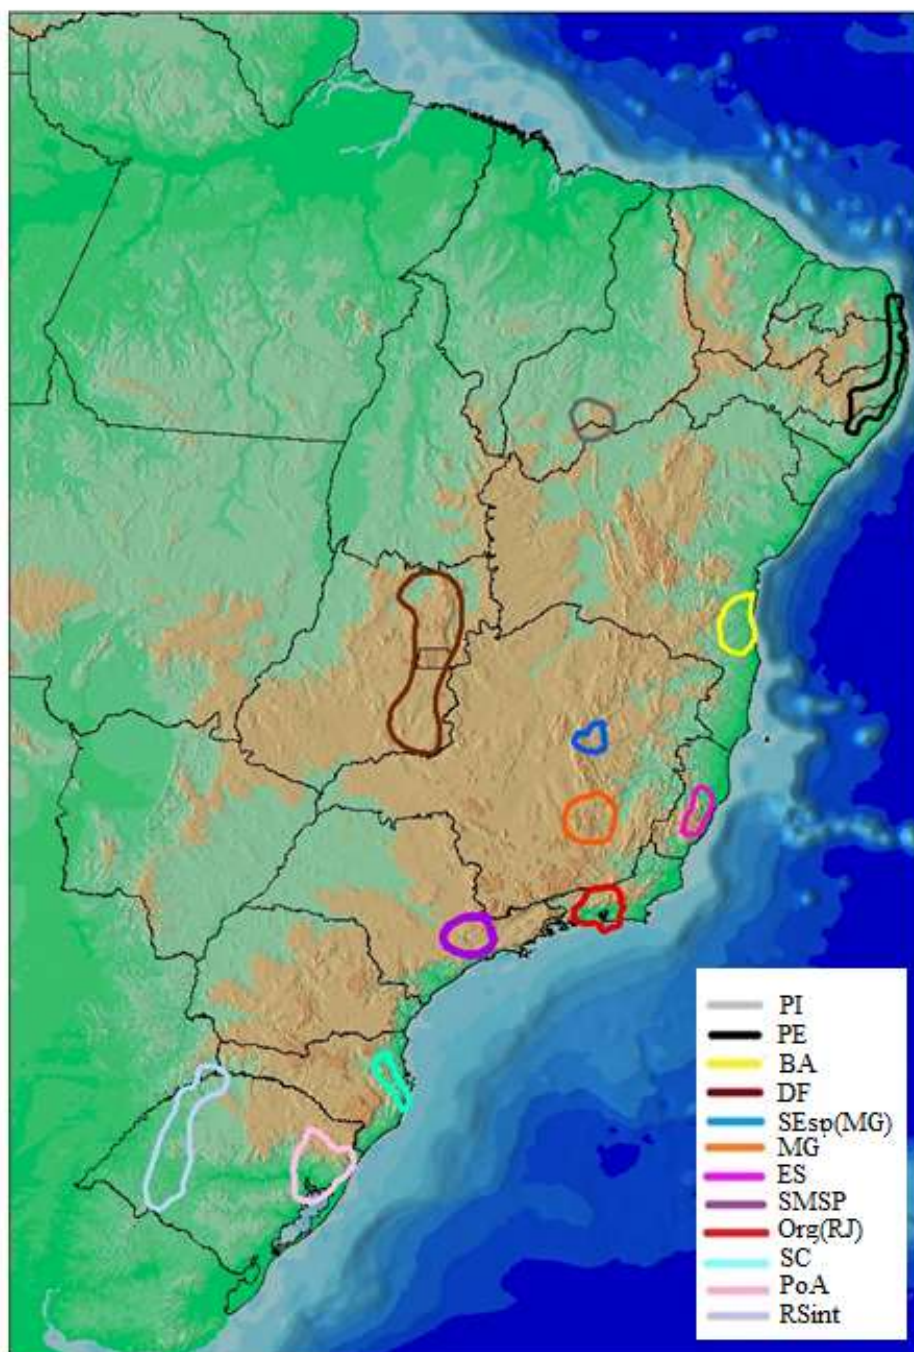 PI
PE
BA
DF
SEsp(MG)
MG
ES
SMSP
Org(RJ)
SC
PoA
RSint